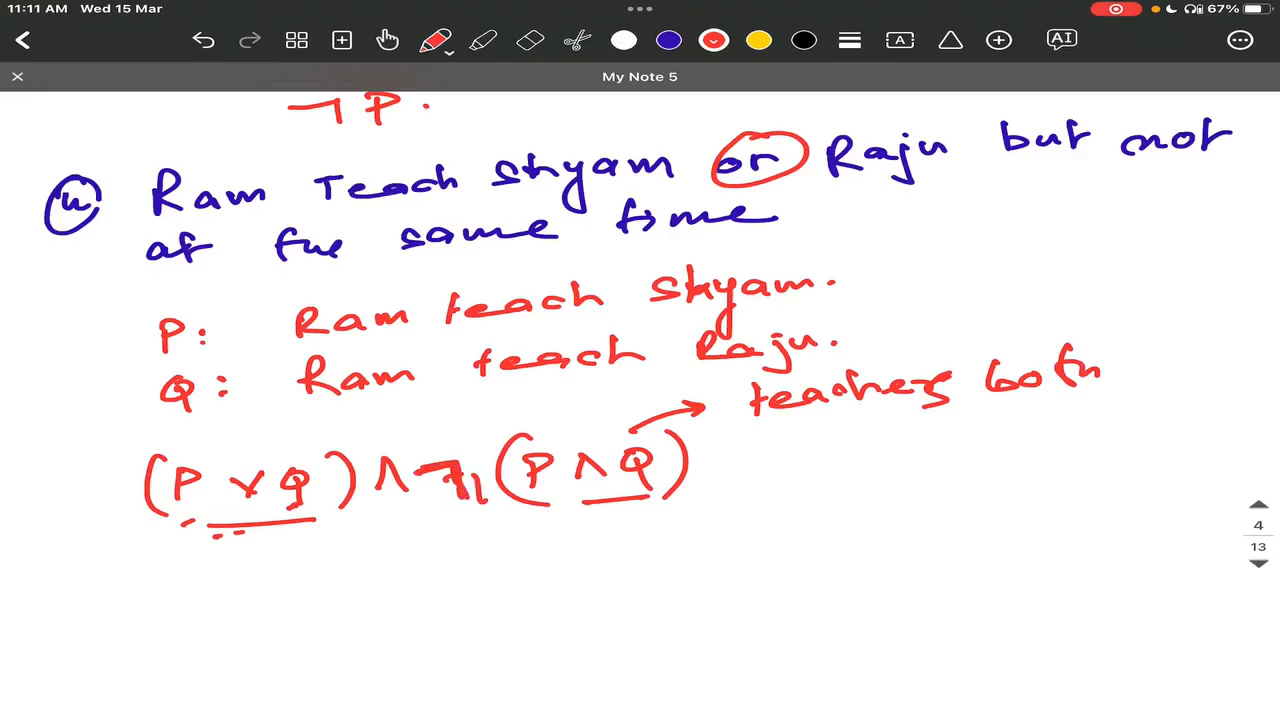 11:11 AM Wed 15 Mar
67%
A
AI
My Note 5
¬ P.
Ram Teach Shyam or Raju but not
at the same time
P: Ram teach Shyam.
Q: Ram teach Raju.
teaches both
(P ∨ Q) ∧ ¬ (P ∧ Q)
4
13